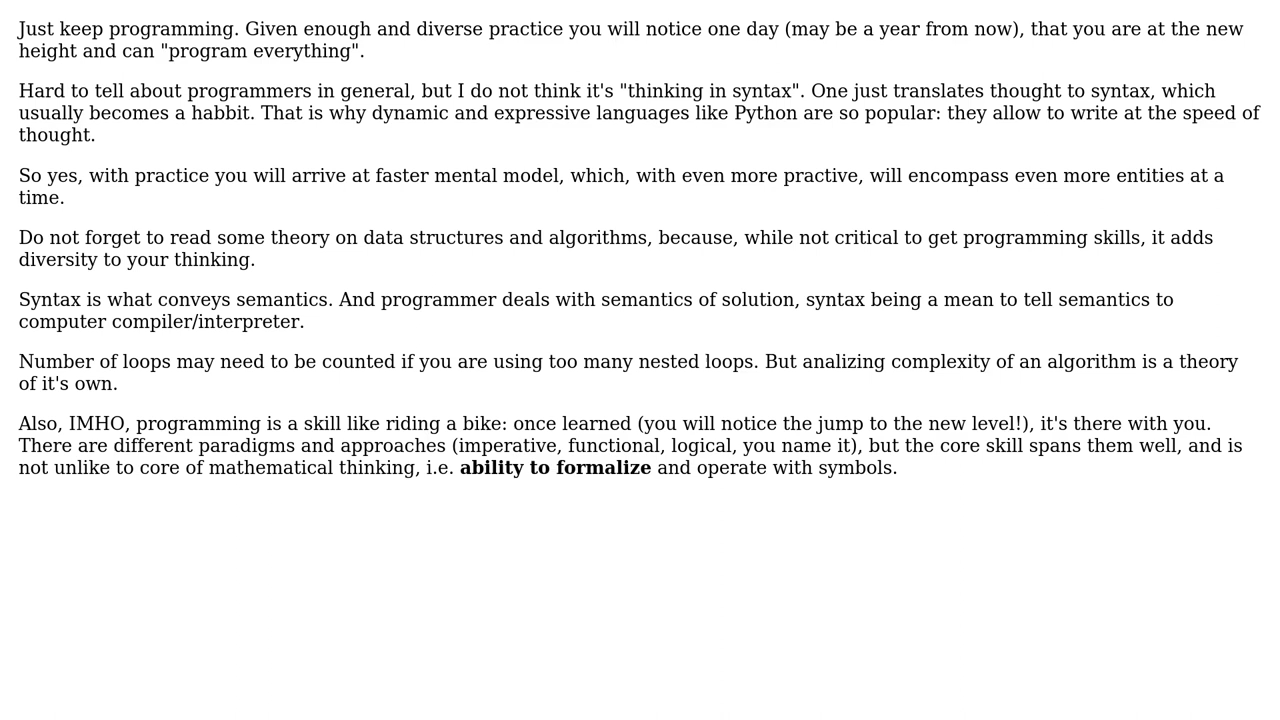 Just keep programming. Given enough and diverse practice you will notice one day (may be a year from now), that you are at the new
height and can "program everything".
Hard to tell about programmers in general, but I do not think it's "thinking in syntax". One just translates thought to syntax, which
usually becomes a habbit. That is why dynamic and expressive languages like Python are so popular: they allow to write at the speed of
thought.
So yes, with practice you will arrive at faster mental model, which, with even more practive, will encompass even more entities at a
time.
Do not forget to read some theory on data structures and algorithms, because, while not critical to get programming skills, it adds
diversity to your thinking.
Syntax is what conveys semantics. And programmer deals with semantics of solution, syntax being a mean to tell semantics to
computer compiler/interpreter.
Number of loops may need to be counted if you are using too many nested loops. But analizing complexity of an algorithm is a theory
of it's own.
Also, IMHO, programming is a skill like riding a bike: once learned (you will notice the jump to the new level!), it's there with you.
There are different paradigms and approaches (imperative, functional, logical, you name it), but the core skill spans them well, and is
not unlike to core of mathematical thinking, i.e. ability to formalize and operate with symbols.